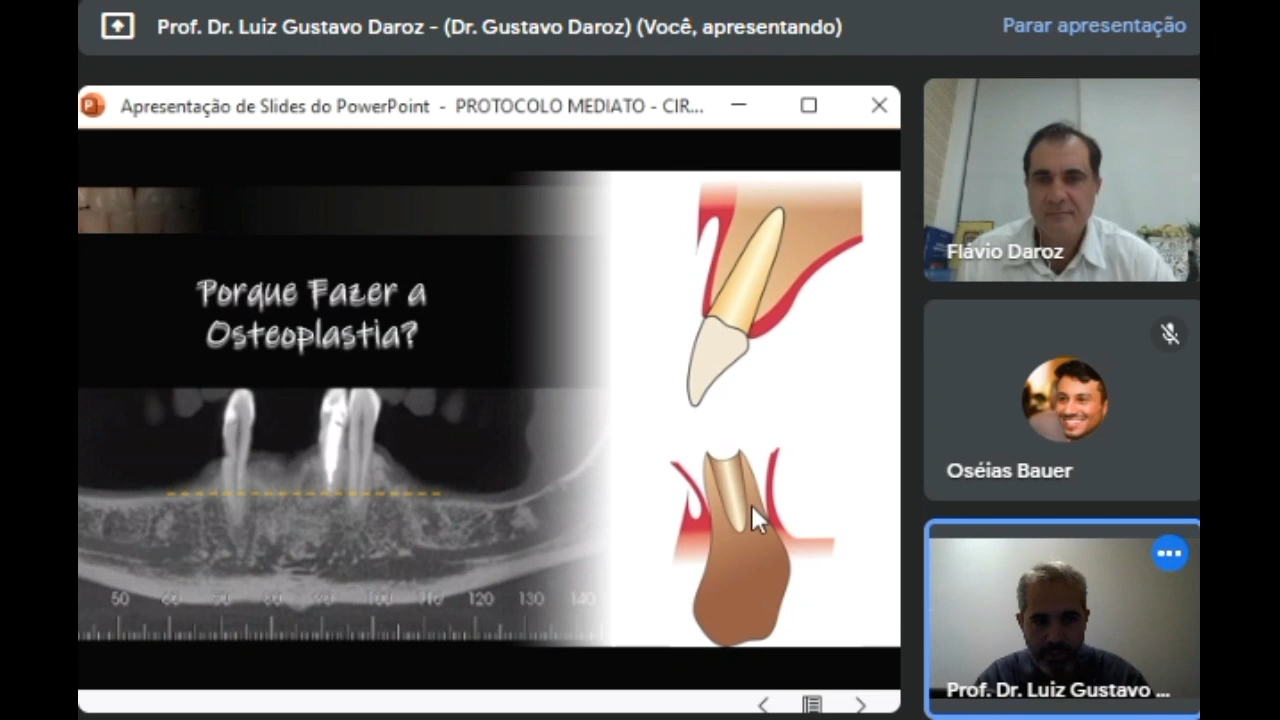 Prof. Dr. Luiz Gustavo Daroz - (Dr. Gustavo Daroz) (Você, apresentando)
Parar apresentação
Apresentação de Slides do PowerPoint - PROTOCOLO MEDIATO - CIR...
Porque Fazer a
Osteoplastia?
50 60 70 80 90 100 110 120 130 140
Flávio Daroz
Oséias Bauer
Prof. Dr. Luiz Gustavo ...